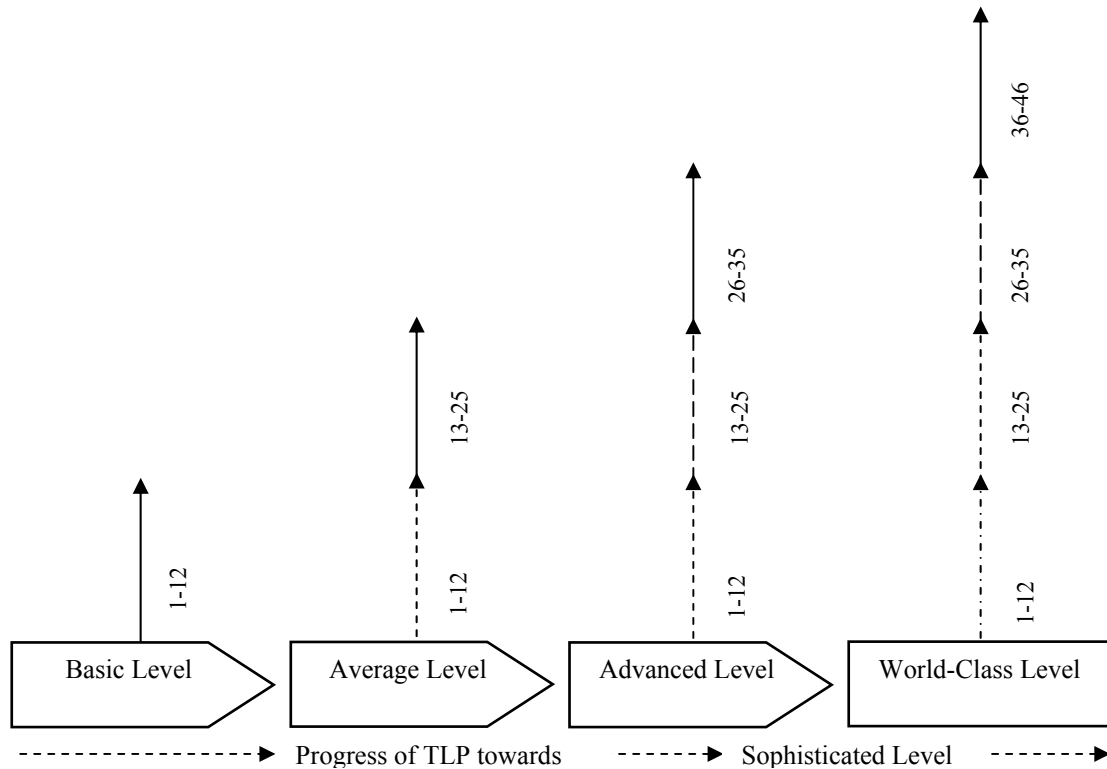 36-46
26-35
26-35
13-25
13-25
13-25
1-12
1-12
1-12
1-12
Basic Level
Average Level
Advanced Level
World-Class Level
Progress of TLP towards
Sophisticated Level